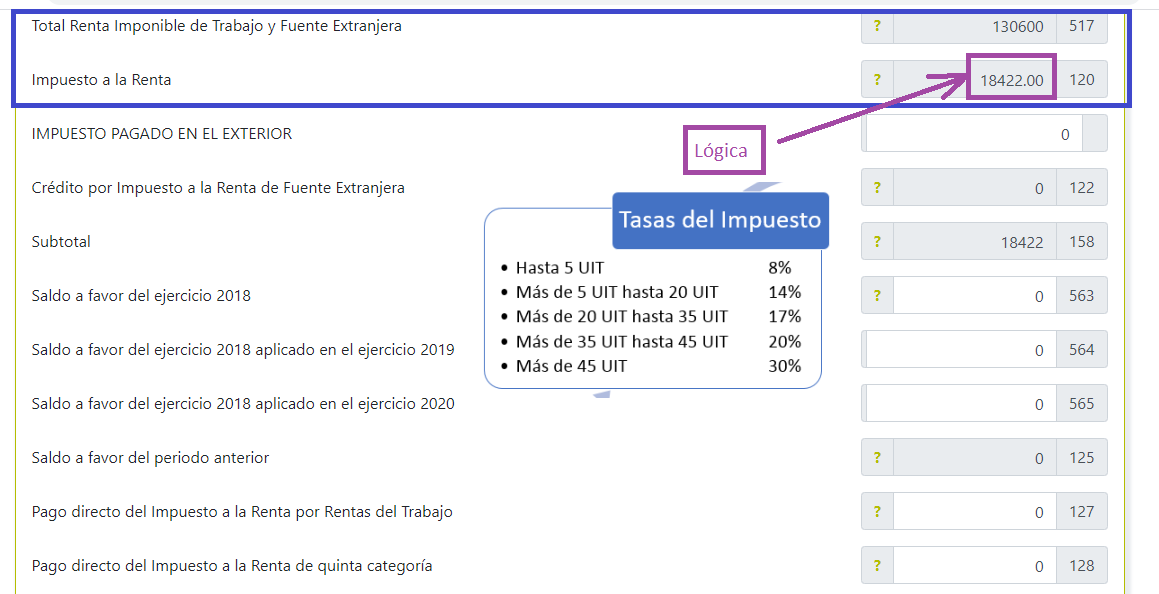 Total Renta Imponible de Trabajo y Fuente Extranjera ? 130600 517
Impuesto a la Renta ? 18422.00 120
IMPUESTO PAGADO EN EL EXTERIOR 0
Lógica
Crédito por Impuesto a la Renta de Fuente Extranjera ? 0 122
Tasas del Impuesto
Subtotal ? 18422 158
• Hasta 5 UIT 8%
• Más de 5 UIT hasta 20 UIT 14%
• Más de 20 UIT hasta 35 UIT 17%
• Más de 35 UIT hasta 45 UIT 20%
• Más de 45 UIT 30%
Saldo a favor del ejercicio 2018 ? 0 563
Saldo a favor del ejercicio 2018 aplicado en el ejercicio 2019 0 564
Saldo a favor del ejercicio 2018 aplicado en el ejercicio 2020 0 565
Saldo a favor del periodo anterior ? 0 125
Pago directo del Impuesto a la Renta por Rentas del Trabajo ? 0 127
Pago directo del Impuesto a la Renta de quinta categoría ? 0 128